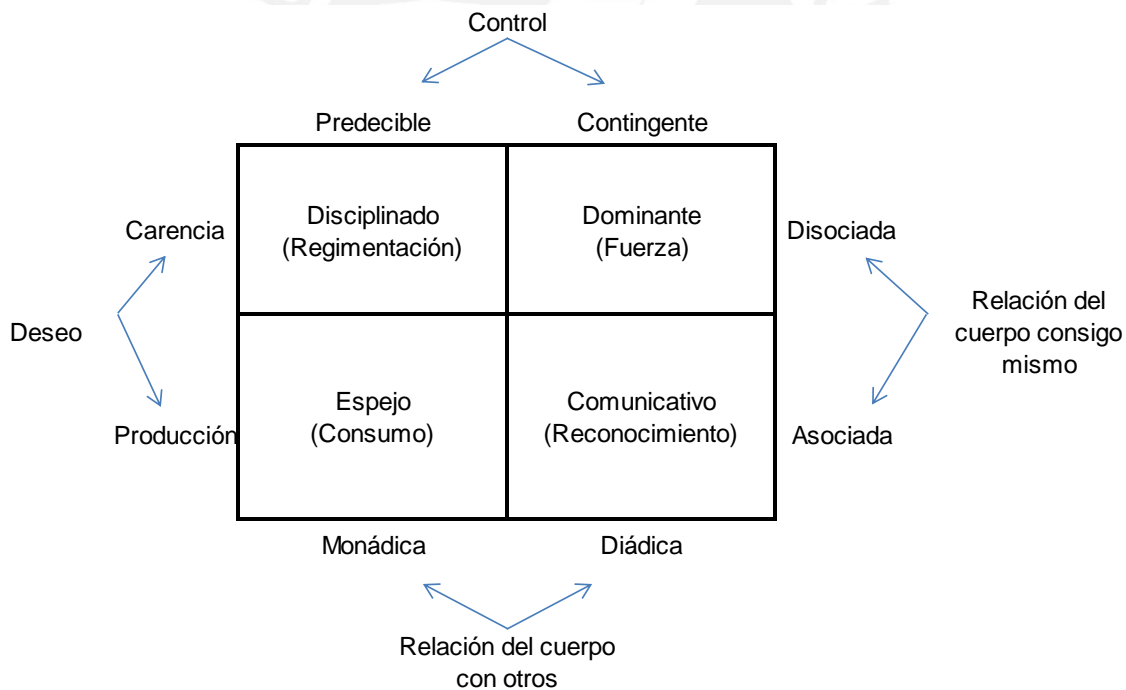 Control
Predecible
Contingente
Carencia
Disciplinado
(Regimentación)
Dominante
(Fuerza)
Disociada
Deseo
Relación del
cuerpo consigo
mismo
Producción
Espejo
(Consumo)
Comunicativo
(Reconocimiento)
Asociada
Monádica
Diádica
Relación del cuerpo
con otros